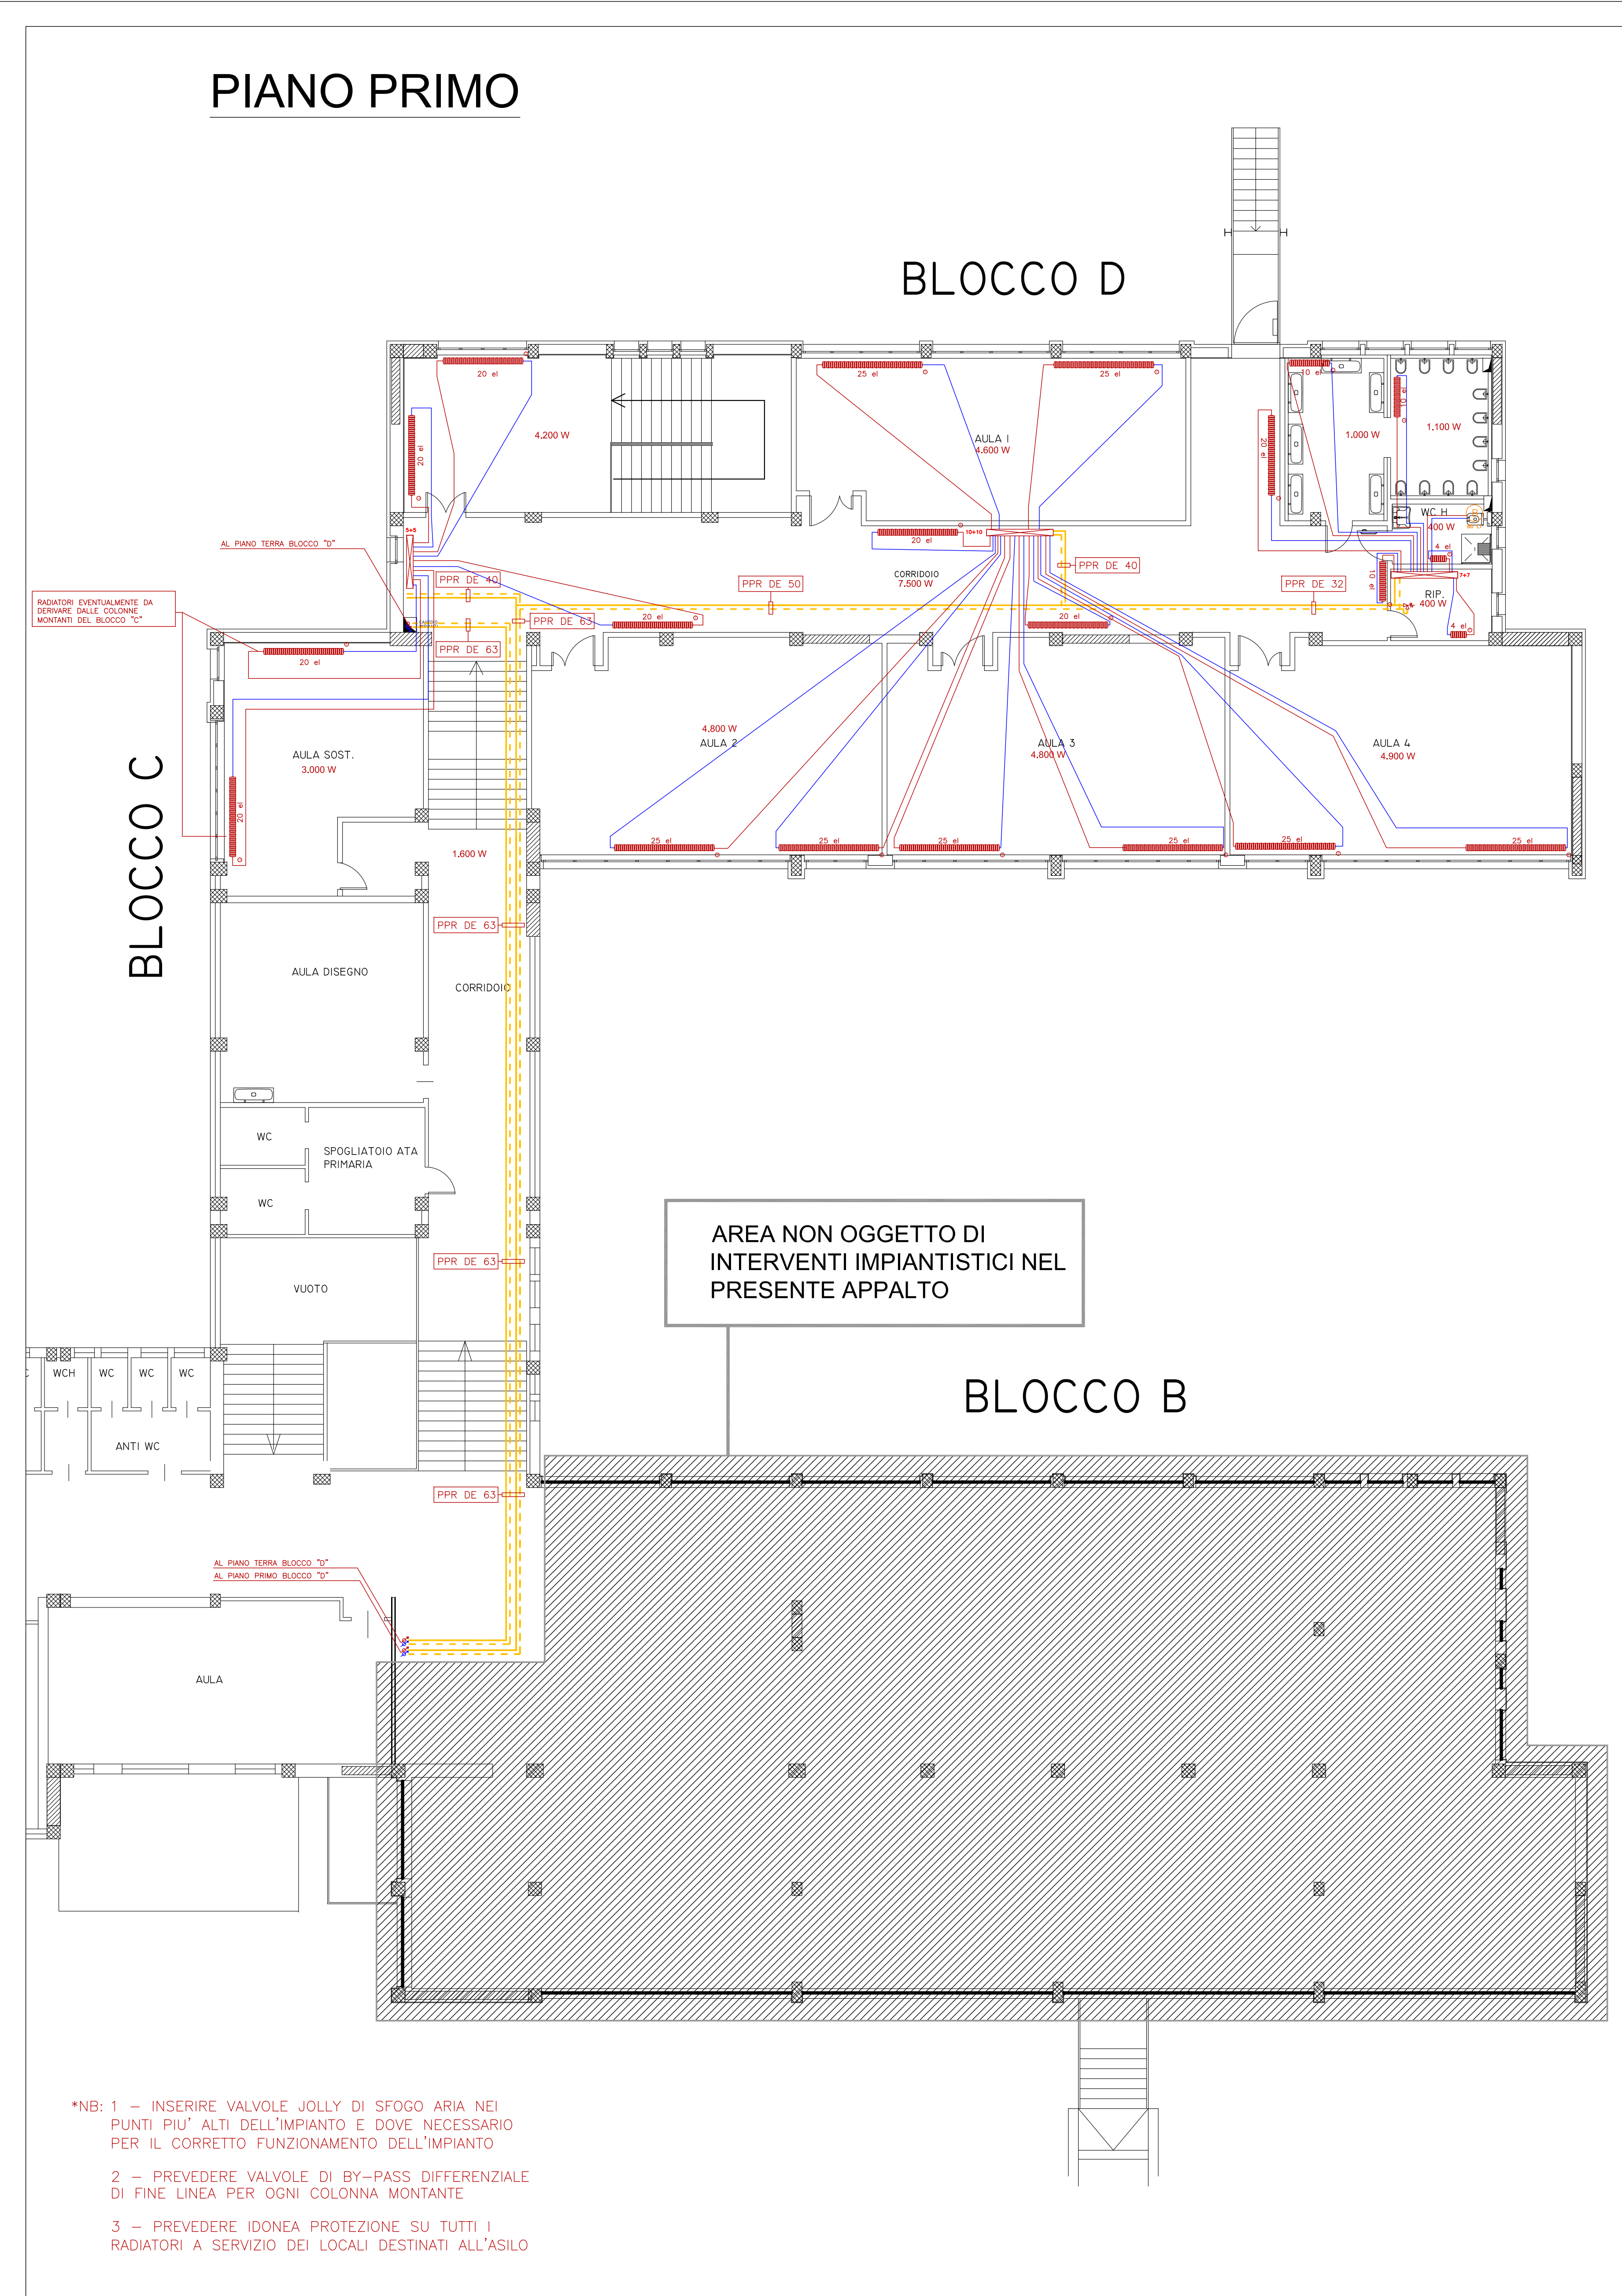 PIANO PRIMO
BLOCCO D
20 el
25 el
25 el
10 el
10 el
20 el
20 el
4.200 W
AULA 1
4.600 W
1.000 W
1.100 W
WC H
400 W
4 el
5+5
10+10
20 el
7+7
10 el
AL PIANO TERRA BLOCCO "D"
CORRIDOIO
7.500 W
PPR DE 40
PPR DE 40
PPR DE 50
PPR DE 32
RIP.
400 W
4 el
RADIATORI EVENTUALMENTE DA
DERIVARE DALLE COLONNE
MONTANTI DEL BLOCCO "C"
PPR DE 63
20 el
20 el
PPR DE 63
20 el
4.800 W
AULA 2
AULA 3
4.800 W
AULA 4
4.900 W
AULA SOST.
3.000 W
20 el
BLOCCO C
1.600 W
25 el
25 el
25 el
25 el
25 el
25 el
PPR DE 63
AULA DISEGNO
CORRIDOIO
WC
SPOGLIATOIO ATA
PRIMARIA
WC
AREA NON OGGETTO DI
INTERVENTI IMPIANTISTICI NEL
PRESENTE APPALTO
PPR DE 63
VUOTO
C
WCH
WC
WC
WC
BLOCCO B
ANTI WC
PPR DE 63
AL PIANO TERRA BLOCCO "D"
AL PIANO PRIMO BLOCCO "D"
AULA
*NB: 1 – INSERIRE VALVOLE JOLLY DI SFOGO ARIA NEI
PUNTI PIU' ALTI DELL'IMPIANTO E DOVE NECESSARIO
PER IL CORRETTO FUNZIONAMENTO DELL'IMPIANTO
2 – PREVEDERE VALVOLE DI BY–PASS DIFFERENZIALE
DI FINE LINEA PER OGNI COLONNA MONTANTE
3 – PREVEDERE IDONEA PROTEZIONE SU TUTTI I
RADIATORI A SERVIZIO DEI LOCALI DESTINATI ALL'ASILO